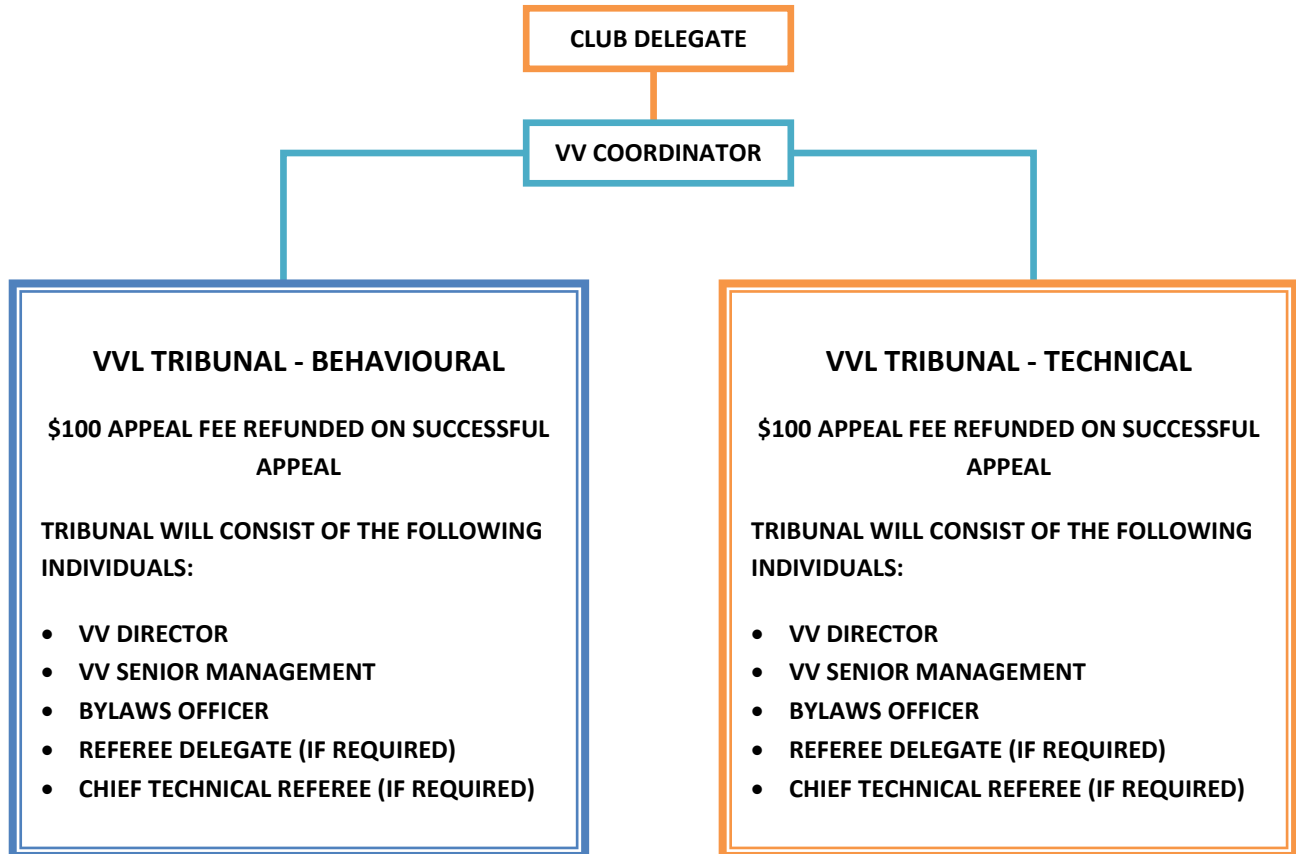 CLUB DELEGATE
VV COORDINATOR
VVL TRIBUNAL - BEHAVIOURAL
$100 APPEAL FEE REFUNDED ON SUCCESSFUL
APPEAL
TRIBUNAL WILL CONSIST OF THE FOLLOWING
INDIVIDUALS:
• VV DIRECTOR
• VV SENIOR MANAGEMENT
• BYLAWS OFFICER
• REFEREE DELEGATE (IF REQUIRED)
• CHIEF TECHNICAL REFEREE (IF REQUIRED)
VVL TRIBUNAL - TECHNICAL
$100 APPEAL FEE REFUNDED ON SUCCESSFUL
APPEAL
TRIBUNAL WILL CONSIST OF THE FOLLOWING
INDIVIDUALS:
• VV DIRECTOR
• VV SENIOR MANAGEMENT
• BYLAWS OFFICER
• REFEREE DELEGATE (IF REQUIRED)
• CHIEF TECHNICAL REFEREE (IF REQUIRED)